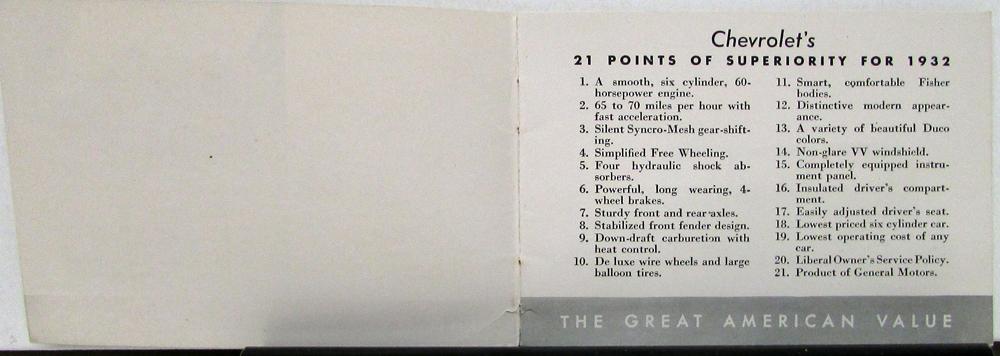 Chevrolet's
21 POINTS OF SUPERIORITY FOR 1932
1. A smooth, six cylinder, 60-
horsepower engine.
2. 65 to 70 miles per hour with
fast acceleration.
3. Silent Syncro-Mesh gear-shift-
ing.
4. Simplified Free Wheeling.
5. Four hydraulic shock ab-
sorbers.
6. Powerful, long wearing, 4-
wheel brakes.
7. Sturdy front and rear axles.
8. Stabilized front fender design.
9. Down-draft carburetion with
heat control.
10. De luxe wire wheels and large
balloon tires.
11. Smart, comfortable Fisher
bodies.
12. Distinctive modern appear-
ance.
13. A variety of beautiful Duco
colors.
14. Non-glare VV windshield.
15. Completely equipped instru-
ment panel.
16. Insulated driver's compart-
ment.
17. Easily adjusted driver's seat.
18. Lowest priced six cylinder car.
19. Lowest operating cost of any
car.
20. Liberal Owner's Service Policy.
21. Product of General Motors.
THE GREAT AMERICAN VALUE